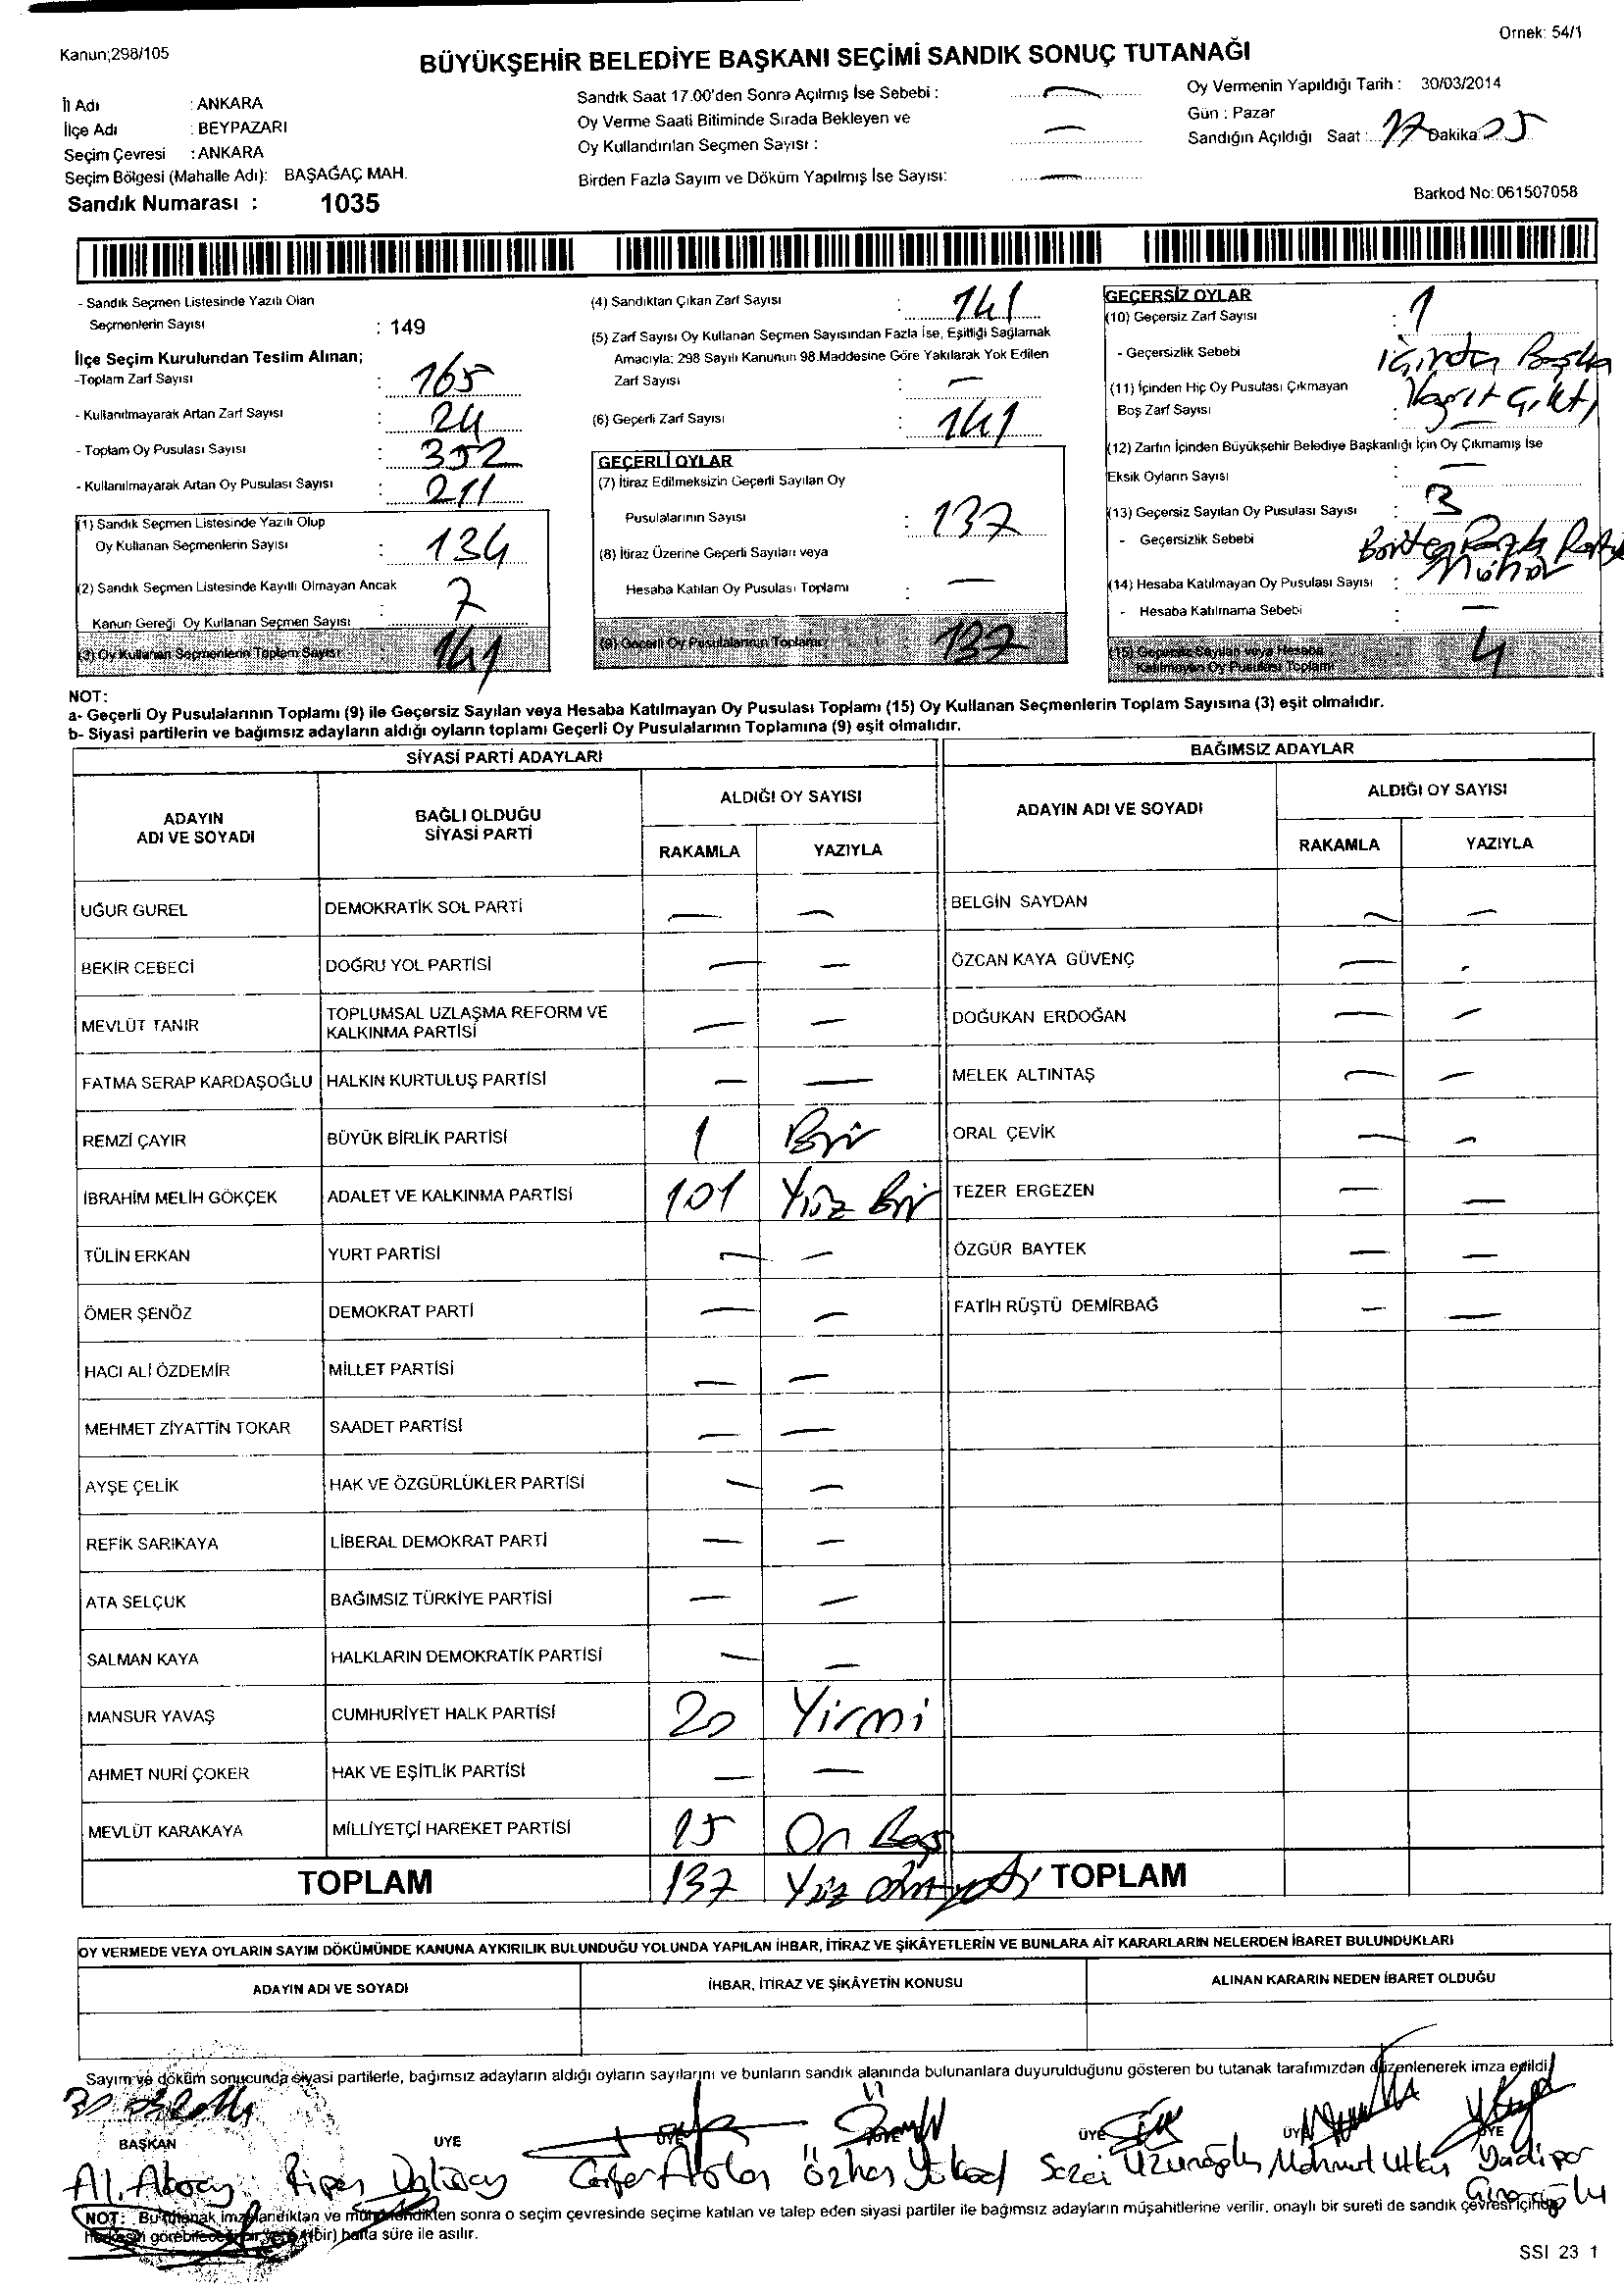 Kanun;298/105
Ornek: 54/1
BÜYÜKŞEHİR BELEDİYE BAŞKANI SEÇİMİ SANDIK SONUÇ TUTANAĞI
İl Adı : ANKARA
İlçe Adı : BEYPAZARI
Seçim Çevresi : ANKARA
Seçim Bölgesi (Mahalle Adı): BAŞAĞAÇ MAH.
Sandık Numarası : 1035
Sandık Saat 17.00'den Sonra Açılmış İse Sebebi : —
Oy Verme Saati Bitiminde Sırada Bekleyen ve
Oy Kullandırılan Seçmen Sayısı : —
Birden Fazla Sayım ve Döküm Yapılmış İse Sayısı: —
Oy Vermenin Yapıldığı Tarih : 30/03/2014
Gün : Pazar
Sandığın Açıldığı Saat : 17 Dakika 25
Barkod No: 061507058
- Sandık Seçmen Listesinde Yazılı Olan
Seçmenlerin Sayısı : 149
İlçe Seçim Kurulundan Teslim Alınan;
-Toplam Zarf Sayısı : 165
- Kullanılmayarak Artan Zarf Sayısı : 24
- Toplam Oy Pusulası Sayısı : 352
- Kullanılmayarak Artan Oy Pusulası Sayısı : 211
(1) Sandık Seçmen Listesinde Yazılı Olup
Oy Kullanan Seçmenlerin Sayısı : 134
(2) Sandık Seçmen Listesinde Kayıtlı Olmayan Ancak
Kanun Gereği Oy Kullanan Seçmen Sayısı : 7
(3) Oy Kullanan Seçmenlerin Toplam Sayısı : 141
(4) Sandıktan Çıkan Zarf Sayısı : 141
(5) Zarf Sayısı Oy Kullanan Seçmen Sayısından Fazla İse, Eşitliği Sağlamak
Amacıyla; 298 Sayılı Kanunun 98.Maddesine Göre Yakılarak Yok Edilen
Zarf Sayısı : —
(6) Geçerli Zarf Sayısı : 141
GEÇERLİ OYLAR
(7) İtiraz Edilmeksizin Geçerli Sayılan Oy
Pusulalarının Sayısı : 137
(8) İtiraz Üzerine Geçerli Sayılan veya
Hesaba Katılan Oy Pusulası Toplamı : —
(9) Geçerli Oy Pusulalarının Toplamı : 137
GEÇERSİZ OYLAR
(10) Geçersiz Zarf Sayısı : 1
- Geçersizlik Sebebi içinden Başka
(11) İçinden Hiç Oy Pusulası Çıkmayan Kağıt Çıktı
Boş Zarf Sayısı : —
(12) Zarfın İçinden Büyükşehir Belediye Başkanlığı İçin Oy Çıkmamış İse
Eksik Oyların Sayısı : —
(13) Geçersiz Sayılan Oy Pusulası Sayısı : 3
- Geçersizlik Sebebi :
(14) Hesaba Katılmayan Oy Pusulası Sayısı :
- Hesaba Katılmama Sebebi : —
(15) Geçersiz Sayılan veya Hesaba
Katılmayan Oy Pusulası Toplamı : 4
NOT:
a- Geçerli Oy Pusulalarının Toplamı (9) ile Geçersiz Sayılan veya Hesaba Katılmayan Oy Pusulası Toplamı (15) Oy Kullanan Seçmenlerin Toplam Sayısına (3) eşit olmalıdır.
b- Siyasi partilerin ve bağımsız adayların aldığı oyların toplamı Geçerli Oy Pusulalarının Toplamına (9) eşit olmalıdır.
SİYASİ PARTİ ADAYLARI
BAĞIMSIZ ADAYLAR
ADAYIN
ADI VE SOYADI
BAĞLI OLDUĞU
SİYASİ PARTİ
ALDIĞI OY SAYISI
RAKAMLA YAZIYLA
ADAYIN ADI VE SOYADI
ALDIĞI OY SAYISI
RAKAMLA YAZIYLA
UĞUR GUREL DEMOKRATİK SOL PARTİ — — BELGİN SAYDAN — —
BEKİR CEBECİ DOĞRU YOL PARTİSİ — — ÖZCAN KAYA GÜVENÇ — -
MEVLÜT TANIR TOPLUMSAL UZLAŞMA REFORM VE
KALKINMA PARTİSİ — — DOĞUKAN ERDOĞAN — —
FATMA SERAP KARDAŞOĞLU HALKIN KURTULUŞ PARTİSİ — — MELEK ALTINTAŞ — —
REMZİ ÇAYIR BÜYÜK BİRLİK PARTİSİ 1 Bir ORAL ÇEVİK — —
İBRAHİM MELİH GÖKÇEK ADALET VE KALKINMA PARTİSİ 101 Yüz Bir TEZER ERGEZEN — —
TÜLİN ERKAN YURT PARTİSİ — — ÖZGÜR BAYTEK — —
ÖMER ŞENÖZ DEMOKRAT PARTİ — — FATİH RÜŞTÜ DEMİRBAĞ — —
HACI ALİ ÖZDEMİR MİLLET PARTİSİ — —
MEHMET ZİYATTİN TOKAR SAADET PARTİSİ — —
AYŞE ÇELİK HAK VE ÖZGÜRLÜKLER PARTİSİ — —
REFİK SARIKAYA LİBERAL DEMOKRAT PARTİ — —
ATA SELÇUK BAĞIMSIZ TÜRKİYE PARTİSİ — —
SALMAN KAYA HALKLARIN DEMOKRATİK PARTİSİ — —
MANSUR YAVAŞ CUMHURİYET HALK PARTİSİ 20 Yirmi
AHMET NURİ ÇOKER HAK VE EŞİTLİK PARTİSİ — —
MEVLÜT KARAKAYA MİLLİYETÇİ HAREKET PARTİSİ 15 On Beş
TOPLAM 137 Yüz otuz yedi TOPLAM
OY VERMEDE VEYA OYLARIN SAYIM DÖKÜMÜNDE KANUNA AYKIRILIK BULUNDUĞU YOLUNDA YAPILAN İHBAR, İTİRAZ VE ŞİKÂYETLERİN VE BUNLARA AİT KARARLARIN NELERDEN İBARET BULUNDUKLARI
ADAYIN ADI VE SOYADI İHBAR, İTİRAZ VE ŞİKÂYETİN KONUSU ALINAN KARARIN NEDEN İBARET OLDUĞU
Sayım ve döküm sonucunda siyasi partilerle, bağımsız adayların aldığı oyların sayılarını ve bunların sandık alanında bulunanlara duyurulduğunu gösteren bu tutanak tarafımızdan düzenlenerek imza edildi.
BAŞKAN ÜYE ÜYE ÜYE ÜYE ÜYE ÜYE
Cafer Özkan Sezai Mahmut
NOT: Bu tutanak imzalandıktan ve mühürlendikten sonra o seçim çevresinde seçime katılan ve talep eden siyasi partiler ile bağımsız adayların müşahitlerine verilir, onaylı bir sureti de sandık çevresi içinde
herkesin görebileceği bir yere (bir) hafta süre ile asılır.
SSI 23 1